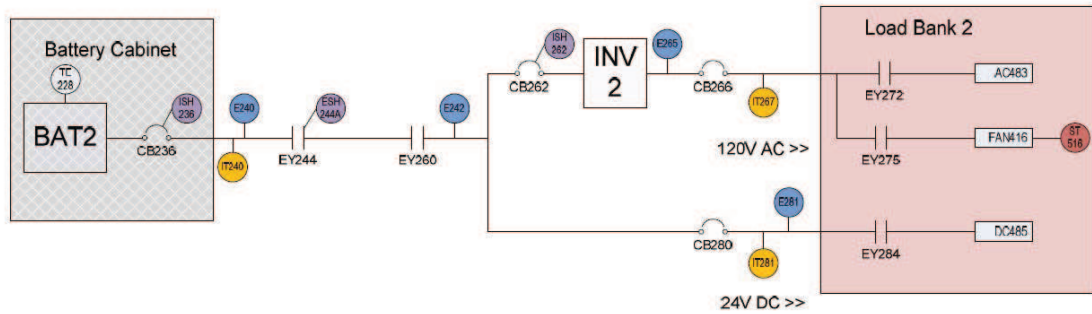 Battery Cabinet
TE
228
BAT2
ISH
236
CB236
E240
IT240
ESH
244A
EY244
EY260
E242
ISH
262
CB262
INV
2
E265
CB266
IT267
120V AC >>
CB280
E281
IT281
24V DC >>
Load Bank 2
EY272
AC483
EY275
FAN416
ST
516
EY284
DC485